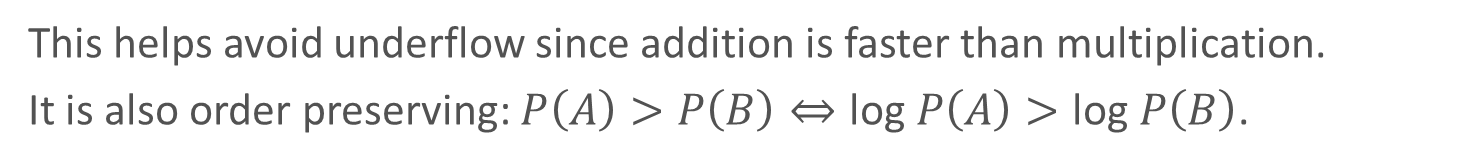 This helps avoid underflow since addition is faster than multiplication.
It is also order preserving: 𝑃(𝐴) > 𝑃(𝐵) ⇔ log 𝑃(𝐴) > log 𝑃(𝐵).